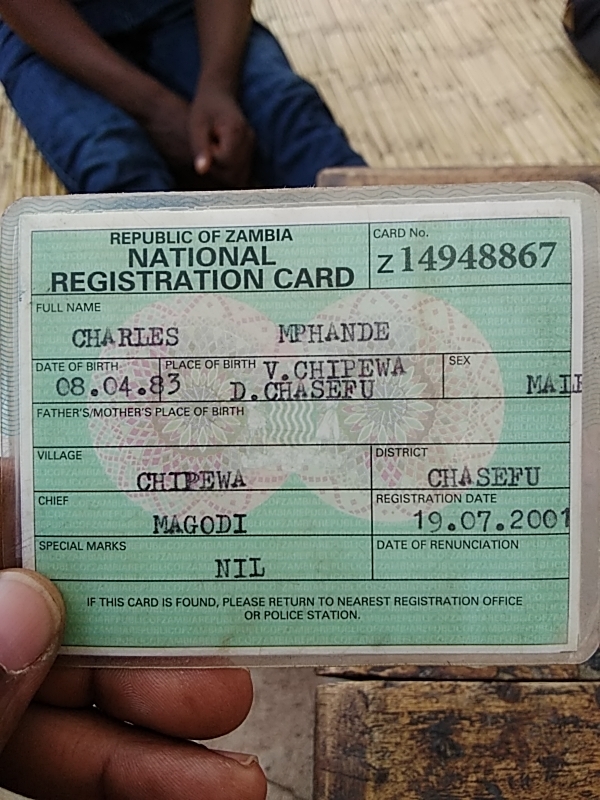 REPUBLIC OF ZAMBIA
NATIONAL
REGISTRATION CARD
CARD No.
Z14948867
FULL NAME
CHARLES MPHANDE
DATE OF BIRTH
08.04.83
PLACE OF BIRTH V.CHIPEWA
D.CHASEFU
SEX
MALE
FATHER'S/MOTHER'S PLACE OF BIRTH
VILLAGE
CHIPEWA
DISTRICT
CHASEFU
CHIEF
MAGODI
REGISTRATION DATE
19.07.2001
SPECIAL MARKS
NIL
DATE OF RENUNCIATION
IF THIS CARD IS FOUND, PLEASE RETURN TO NEAREST REGISTRATION OFFICE
OR POLICE STATION.